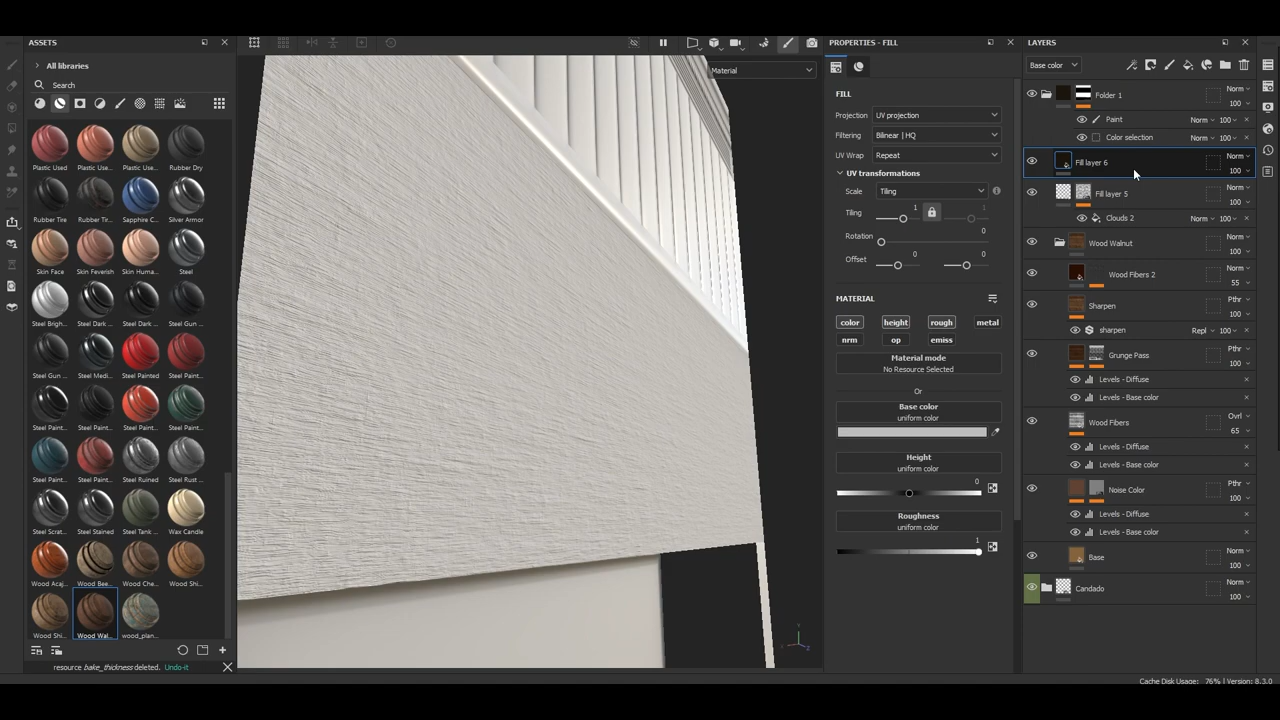 ASSETS
All libraries
Search
Plastic Used
Plastic Use...
Plastic Use...
Rubber Dry
Rubber Tire
Rubber Tir...
Sapphire C...
Silver Armor
Skin Face
Skin Feverish
Skin Huma...
Steel
Steel Brigh...
Steel Dark ...
Steel Dark ...
Steel Gun ...
Steel Gun ...
Steel Medi...
Steel Painted
Steel Paint...
Steel Paint...
Steel Paint...
Steel Paint...
Steel Paint...
Steel Paint...
Steel Paint...
Steel Ruined
Steel Rust ...
Steel Scrat...
Steel Stained
Steel Tank ...
Wax Candle
Wood Acaj...
Wood Bee...
Wood Che...
Wood Shi...
Wood Shi...
Wood Wal...
wood_plan...
resource bake_thickness deleted. Undo-it
Material
PROPERTIES - FILL
FILL
Projection UV projection
Filtering Bilinear | HQ
UV Wrap Repeat
UV transformations
Scale Tiling
Tiling 1 1
Rotation 0
Offset 0 0
MATERIAL
color height rough metal
nrm op emiss
Material mode
No Resource Selected
Or
Base color
uniform color
Height
uniform color
0
Roughness
uniform color
1
LAYERS
Base color
Folder 1 Norm 100
Paint Norm 100
Color selection Norm 100
Fill layer 6 Norm 100
Fill layer 5 Norm 100
Clouds 2 Norm 100
Wood Walnut Norm 100
Wood Fibers 2 Norm 55
Sharpen Pthr 100
sharpen Repl 100
Grunge Pass Pthr 100
Levels - Diffuse
Levels - Base color
Wood Fibers Ovrl 65
Levels - Diffuse
Levels - Base color
Noise Color Pthr 100
Levels - Diffuse
Levels - Base color
Base Norm 100
Candado Norm 100
Cache Disk Usage: 76% | Version: 8.3.0